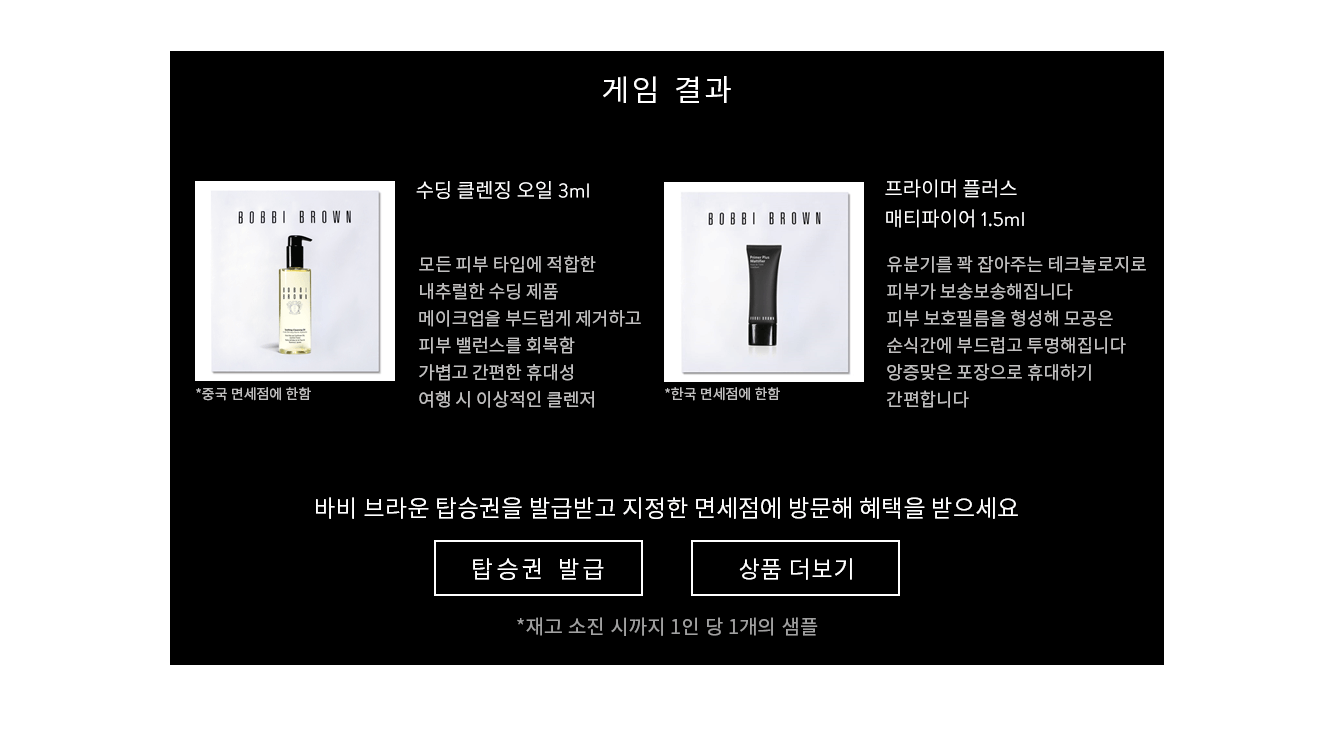 게임 결과
BOBBI BROWN
BOBBI
BROWN
*중국 면세점에 한함
수딩 클렌징 오일 3ml
모든 피부 타입에 적합한
내추럴한 수딩 제품
메이크업을 부드럽게 제거하고
피부 밸런스를 회복함
가볍고 간편한 휴대성
여행 시 이상적인 클렌저
BOBBI BROWN
Primer Plus
Mattifier
BOBBI BROWN
*한국 면세점에 한함
프라이머 플러스
매티파이어 1.5ml
유분기를 꽉 잡아주는 테크놀로지로
피부가 보송보송해집니다
피부 보호필름을 형성해 모공은
순식간에 부드럽고 투명해집니다
앙증맞은 포장으로 휴대하기
간편합니다
바비 브라운 탑승권을 발급받고 지정한 면세점에 방문해 혜택을 받으세요
탑승권 발급
상품 더보기
*재고 소진 시까지 1인 당 1개의 샘플